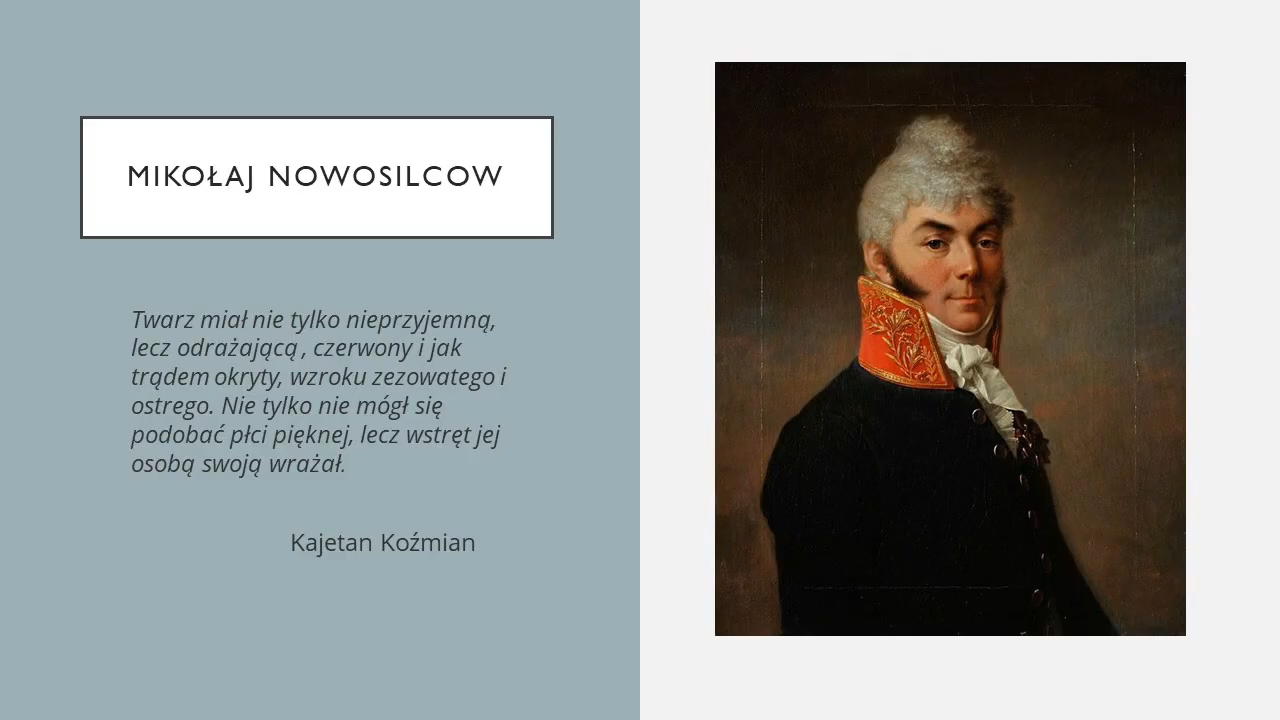 MIKOŁAJ NOWOSILCOW
Twarz miał nie tylko nieprzyjemną,
lecz odrażającą , czerwony i jak
trądem okryty, wzroku zezowatego i
ostrego. Nie tylko nie mógł się
podobać płci pięknej, lecz wstręt jej
osobą swoją wrażał.
Kajetan Koźmian